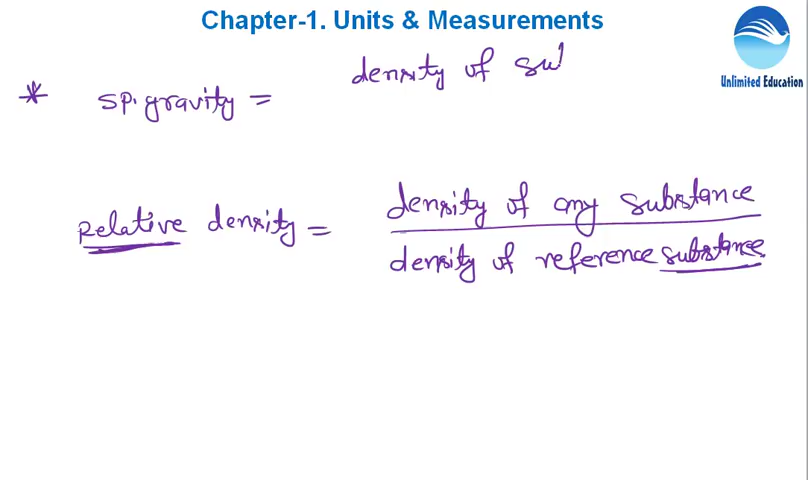 Chapter-1. Units & Measurements
Unlimited Education
density of su
* Sp. gravity =
Relative density = density of any substance
density of reference substance.